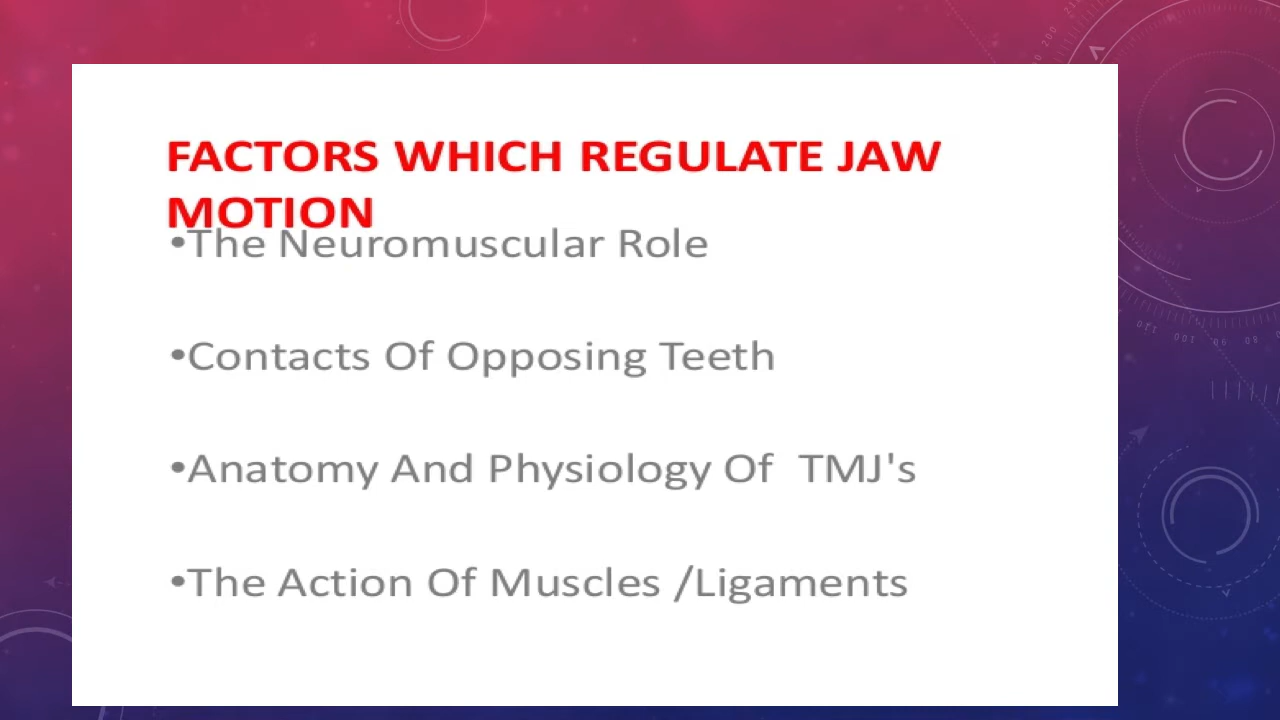 FACTORS WHICH REGULATE JAW
MOTION
•The Neuromuscular Role
•Contacts Of Opposing Teeth
•Anatomy And Physiology Of  TMJ's
•The Action Of Muscles /Ligaments